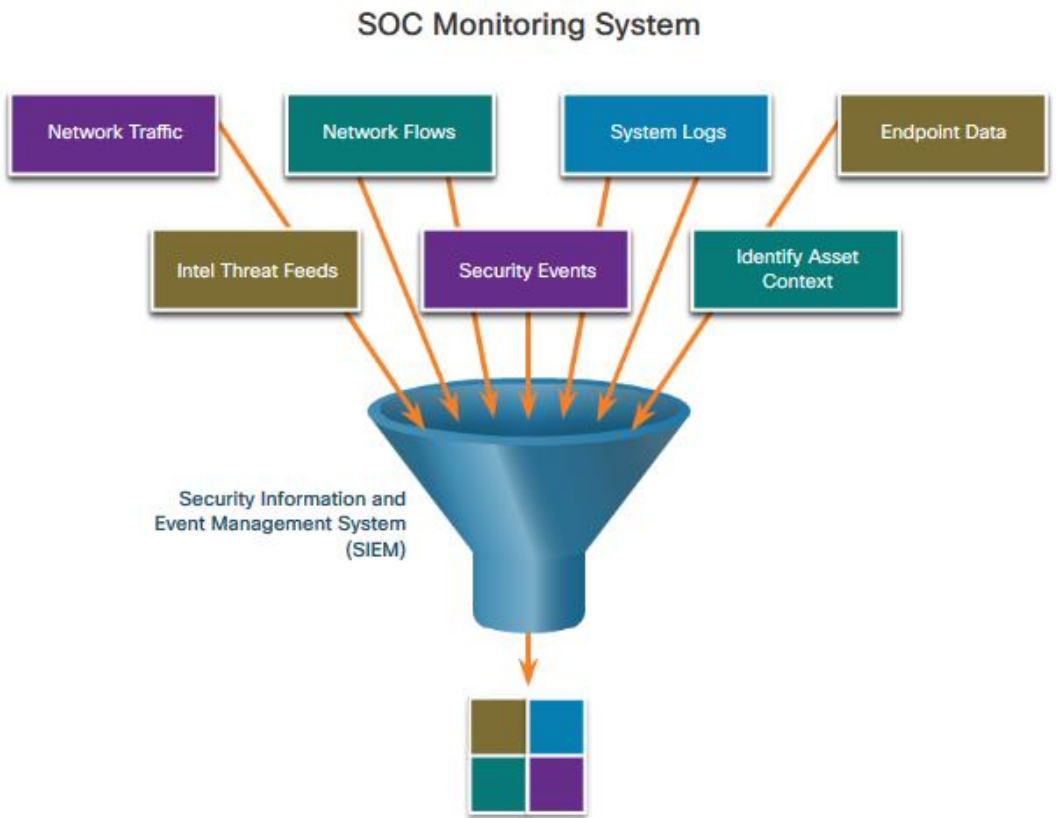 SOC Monitoring System
Network Traffic
Network Flows
System Logs
Endpoint Data
Intel Threat Feeds
Security Events
Identify Asset
Context
Security Information and
Event Management System
(SIEM)